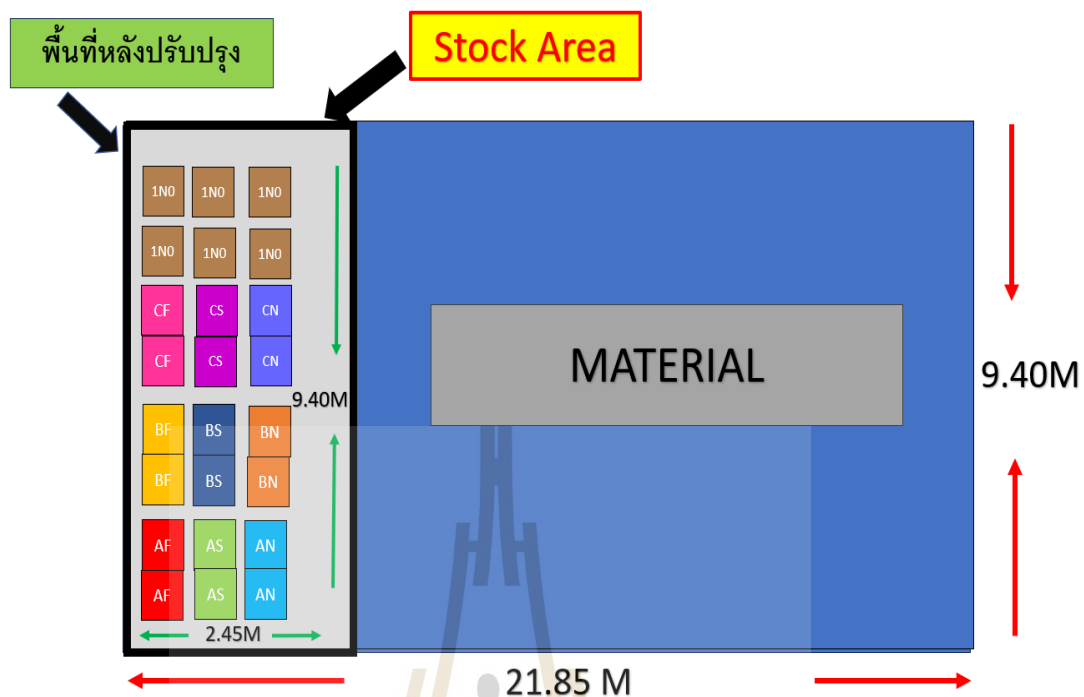 พื้นที่หลังปรับปรุง
Stock Area
1N0 1N0 1N0
1N0 1N0 1N0
CF CS CN
CF CS CN
9.40M
MATERIAL
9.40M
BF BS BN
BF BS BN
AF AS AN
AF AS AN
2.45M
21.85 M